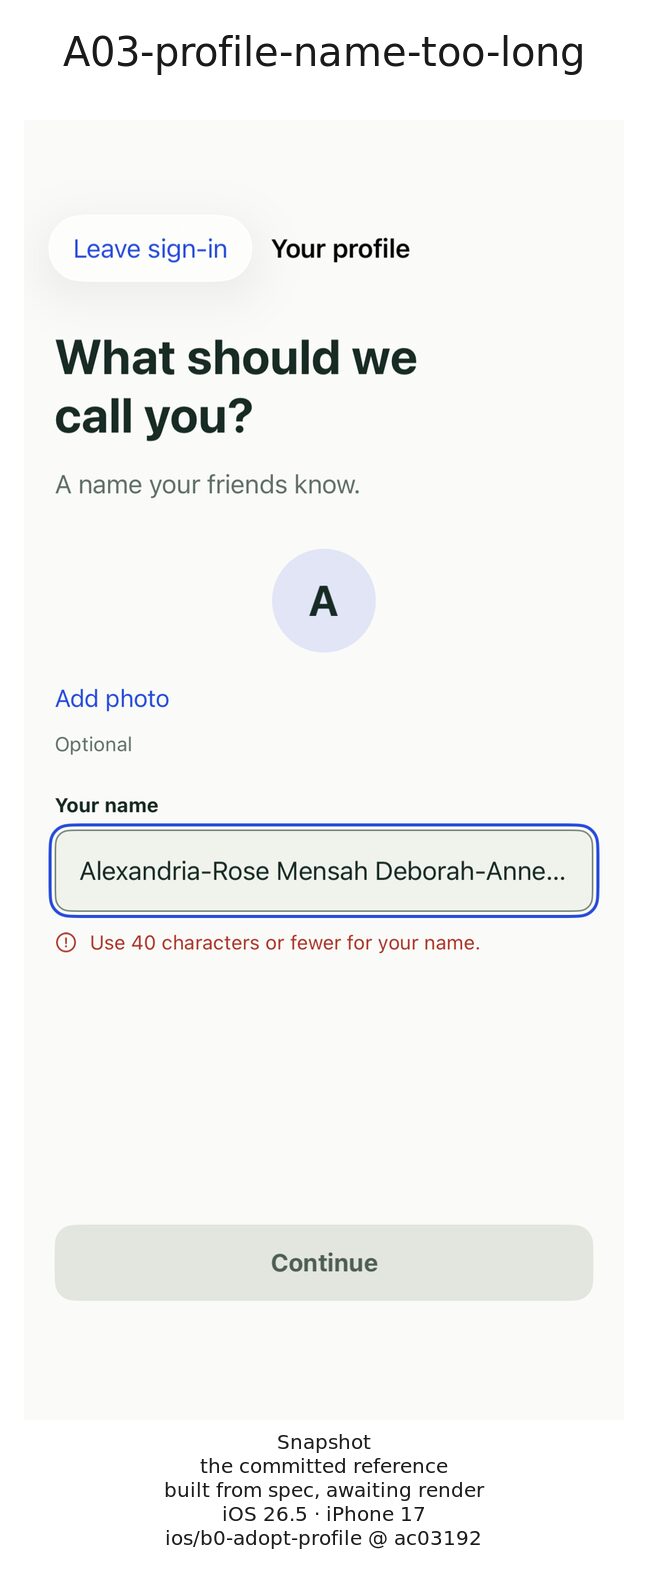 A03-profile-name-too-long
Leave sign-in
Your profile
What should we
call you?
A name your friends know.
A
Add photo
Optional
Your name
Alexandria-Rose Mensah Deborah-Anne...
Use 40 characters or fewer for your name.
Continue
Snapshot
the committed reference
built from spec, awaiting render
iOS 26.5 · iPhone 17
ios/b0-adopt-profile @ ac03192